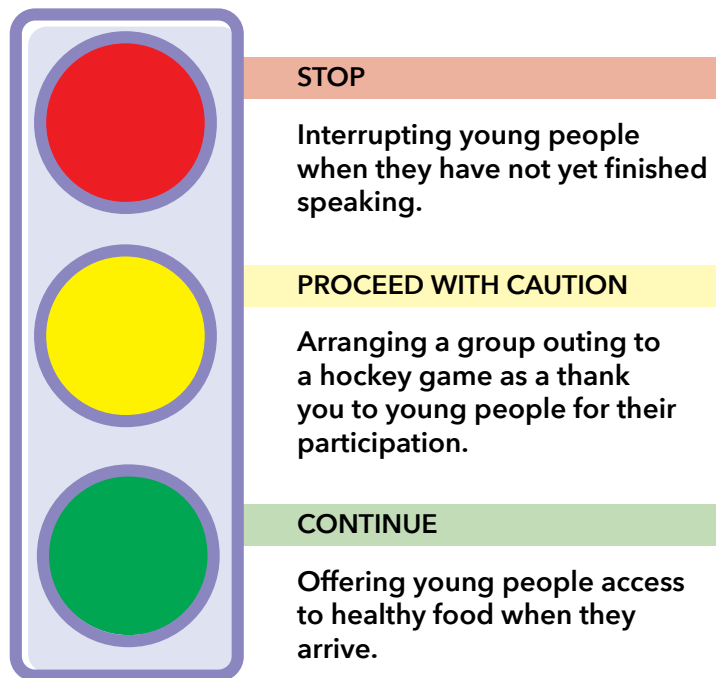 STOP
Interrupting young people
when they have not yet finished
speaking.
PROCEED WITH CAUTION
Arranging a group outing to
a hockey game as a thank
you to young people for their
participation.
CONTINUE
Offering young people access
to healthy food when they
arrive.